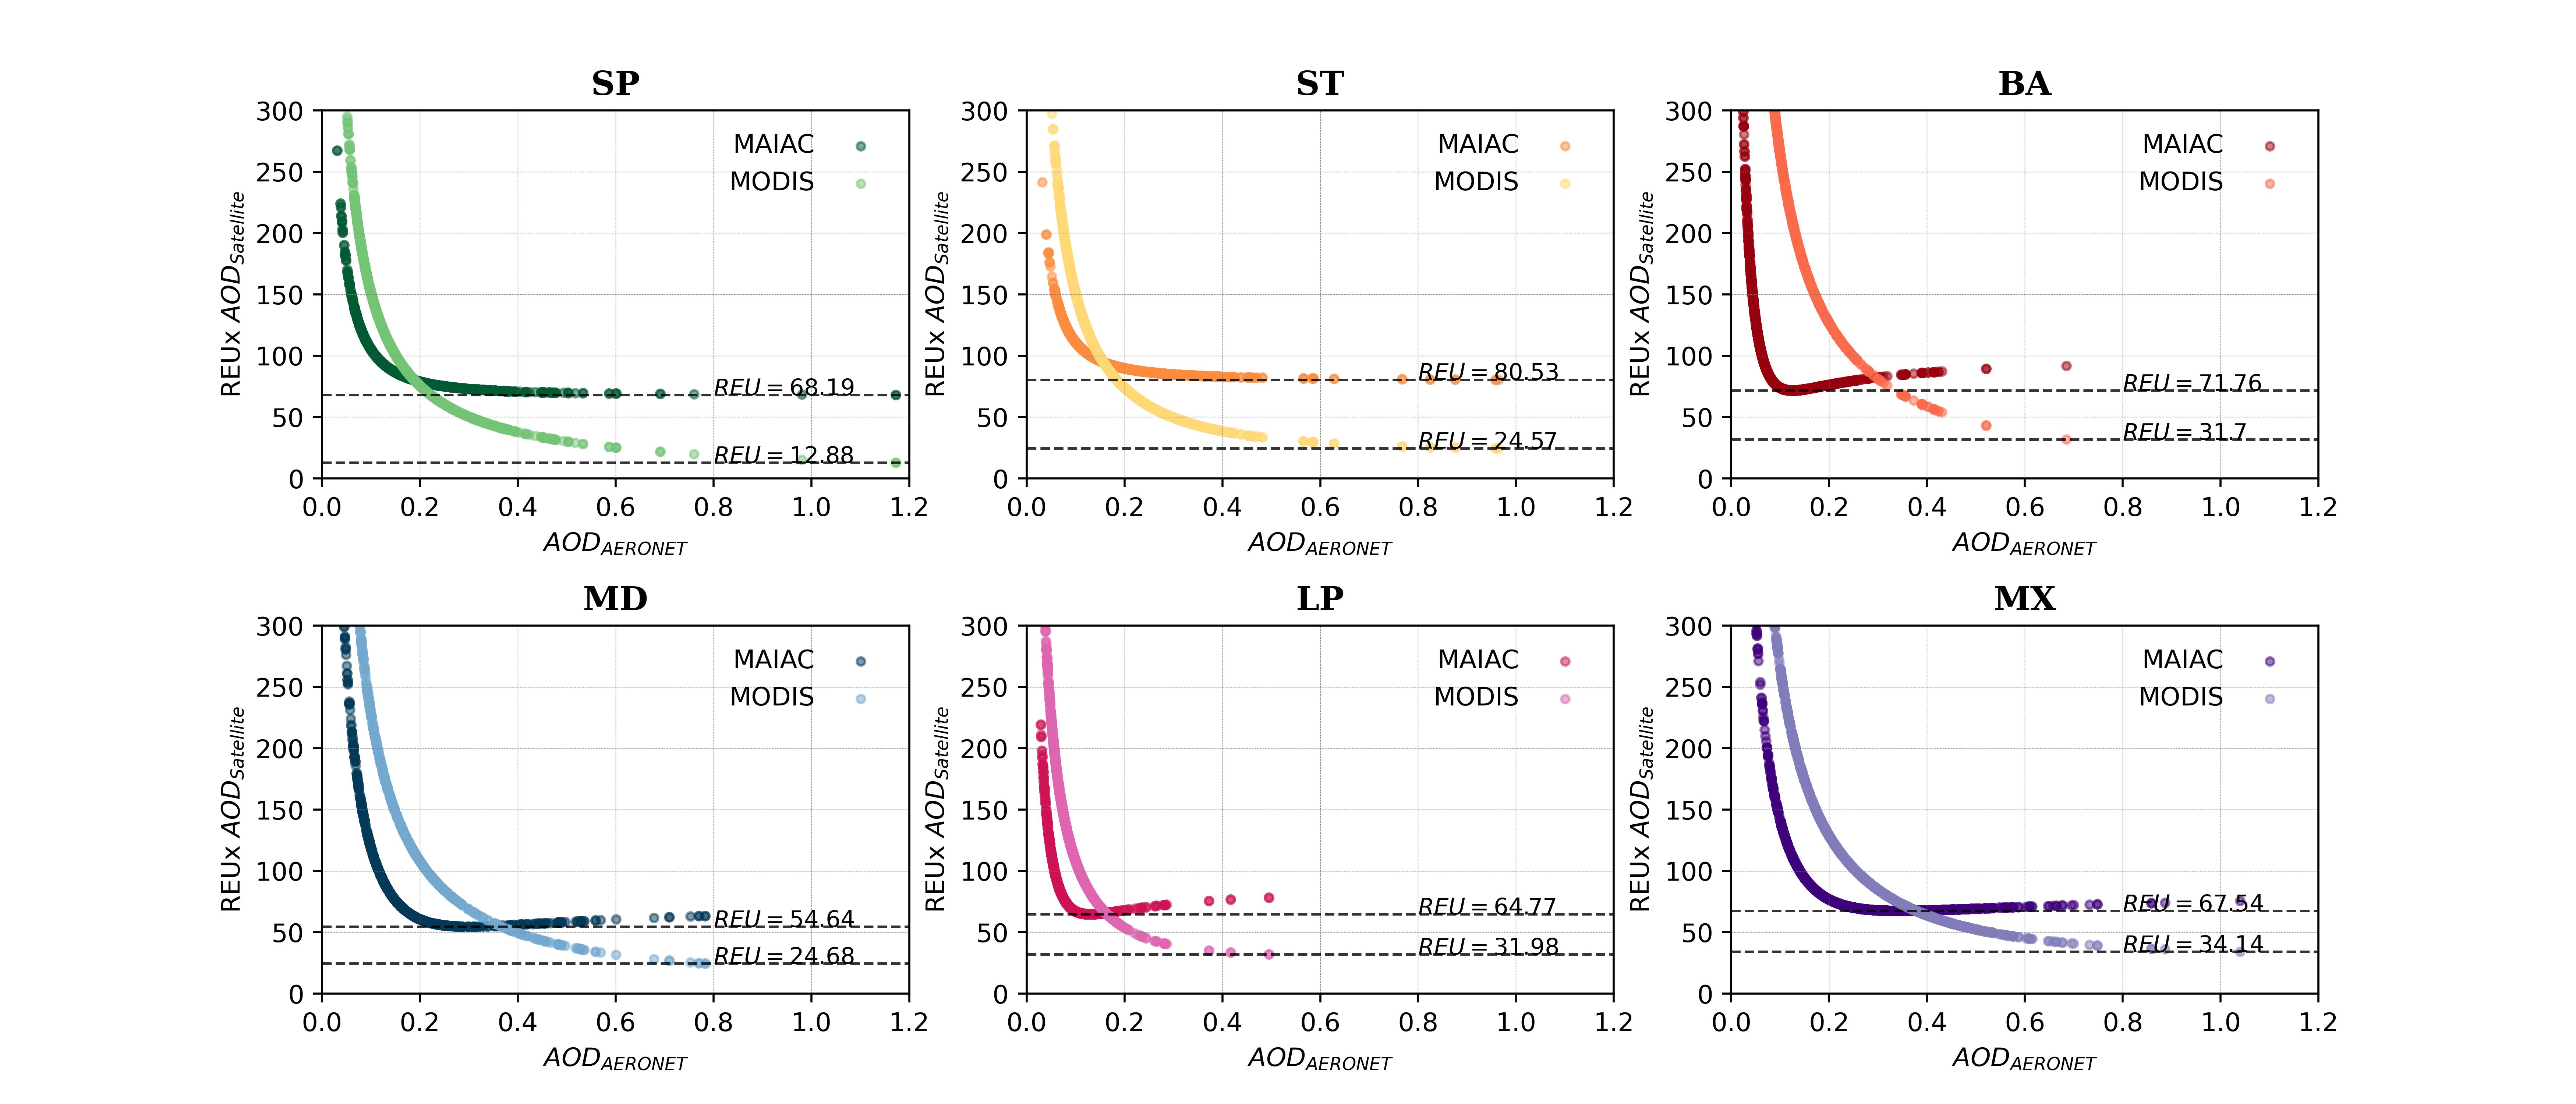 SP
300
250
200
150
100
50
0
REUx AOD_Satellite
MAIAC
MODIS
REU = 68.19
REU = 12.88
0.0 0.2 0.4 0.6 0.8 1.0 1.2
AOD_AERONET
ST
300
250
200
150
100
50
0
REUx AOD_Satellite
MAIAC
MODIS
REU = 80.53
REU = 24.57
0.0 0.2 0.4 0.6 0.8 1.0 1.2
AOD_AERONET
BA
300
250
200
150
100
50
0
REUx AOD_Satellite
MAIAC
MODIS
REU = 71.76
REU = 31.7
0.0 0.2 0.4 0.6 0.8 1.0 1.2
AOD_AERONET
MD
300
250
200
150
100
50
0
REUx AOD_Satellite
MAIAC
MODIS
REU = 54.64
REU = 24.68
0.0 0.2 0.4 0.6 0.8 1.0 1.2
AOD_AERONET
LP
300
250
200
150
100
50
0
REUx AOD_Satellite
MAIAC
MODIS
REU = 64.77
REU = 31.98
0.0 0.2 0.4 0.6 0.8 1.0 1.2
AOD_AERONET
MX
300
250
200
150
100
50
0
REUx AOD_Satellite
MAIAC
MODIS
REU = 67.54
REU = 34.14
0.0 0.2 0.4 0.6 0.8 1.0 1.2
AOD_AERONET